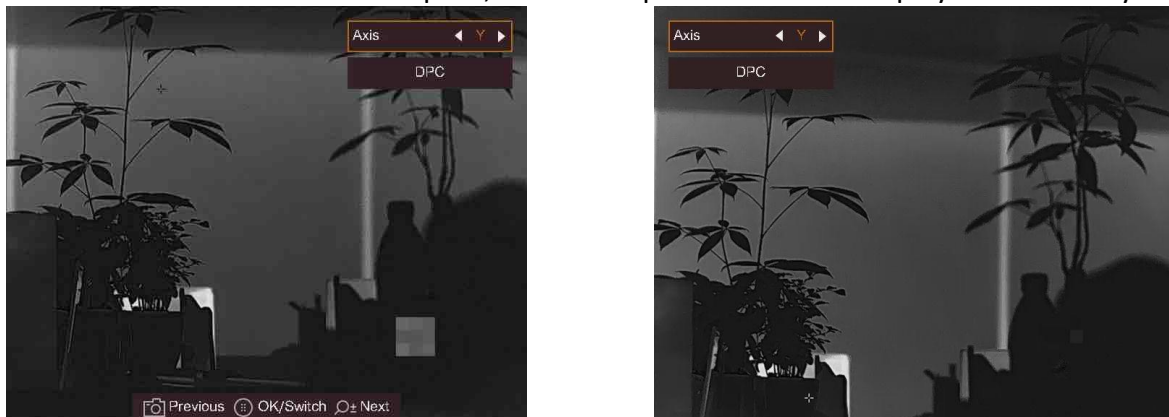 Axis ◀ Y ▶
DPC
Previous OK/Switch Next
Axis ◀ Y ▶
DPC